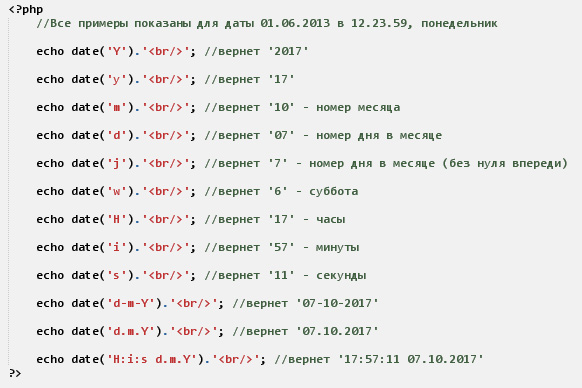 <?php
//Все примеры показаны для даты 01.06.2013 в 12.23.59, понедельник
echo date('Y').'<br/>'; //вернет '2017'
echo date('y').'<br/>'; //вернет '17'
echo date('m').'<br/>'; //вернет '10' - номер месяца
echo date('d').'<br/>'; //вернет '07' - номер дня в месяце
echo date('j').'<br/>'; //вернет '7' - номер дня в месяце (без нуля впереди)
echo date('w').'<br/>'; //вернет '6' - суббота
echo date('H').'<br/>'; //вернет '17' - часы
echo date('i').'<br/>'; //вернет '57' - минуты
echo date('s').'<br/>'; //вернет '11' - секунды
echo date('d-m-Y').'<br/>'; //вернет '07-10-2017'
echo date('d.m.Y').'<br/>'; //вернет '07.10.2017'
echo date('H:i:s d.m.Y').'<br/>'; //вернет '17:57:11 07.10.2017'
?>